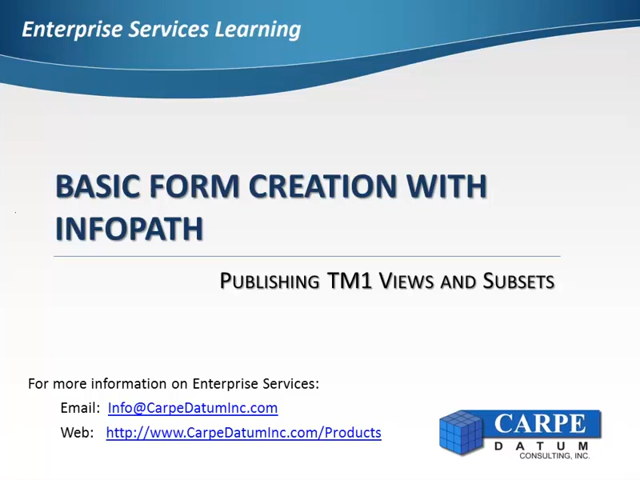 Enterprise Services Learning
BASIC FORM CREATION WITH
INFOPATH
PUBLISHING TM1 VIEWS AND SUBSETS
For more information on Enterprise Services:
Email: Info@CarpeDatumInc.com
Web: http://www.CarpeDatumInc.com/Products
CARPE
DATUM
CONSULTING, INC.